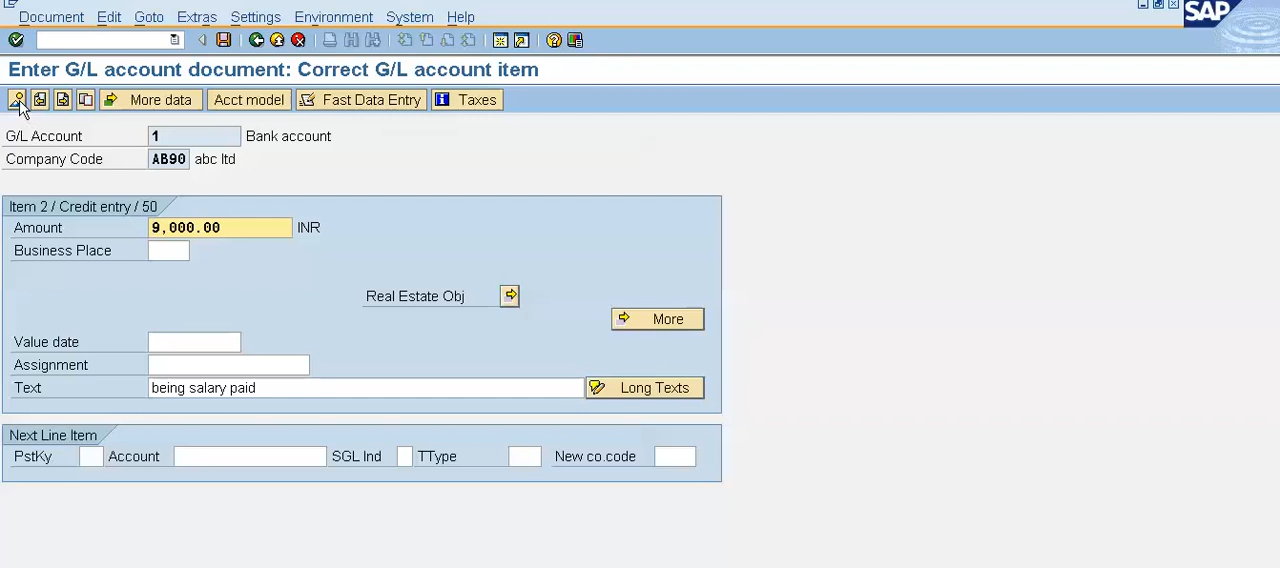 Document Edit Goto Extras Settings Environment System Help
SAP
Enter G/L account document: Correct G/L account item
More data Acct model Fast Data Entry Taxes
G/L Account 1 Bank account
Company Code AB90 abc ltd
Item 2 / Credit entry / 50
Amount 9,000.00 INR
Business Place
Real Estate Obj
More
Value date
Assignment
Text being salary paid Long Texts
Next Line Item
PstKy Account SGL Ind TType New co.code